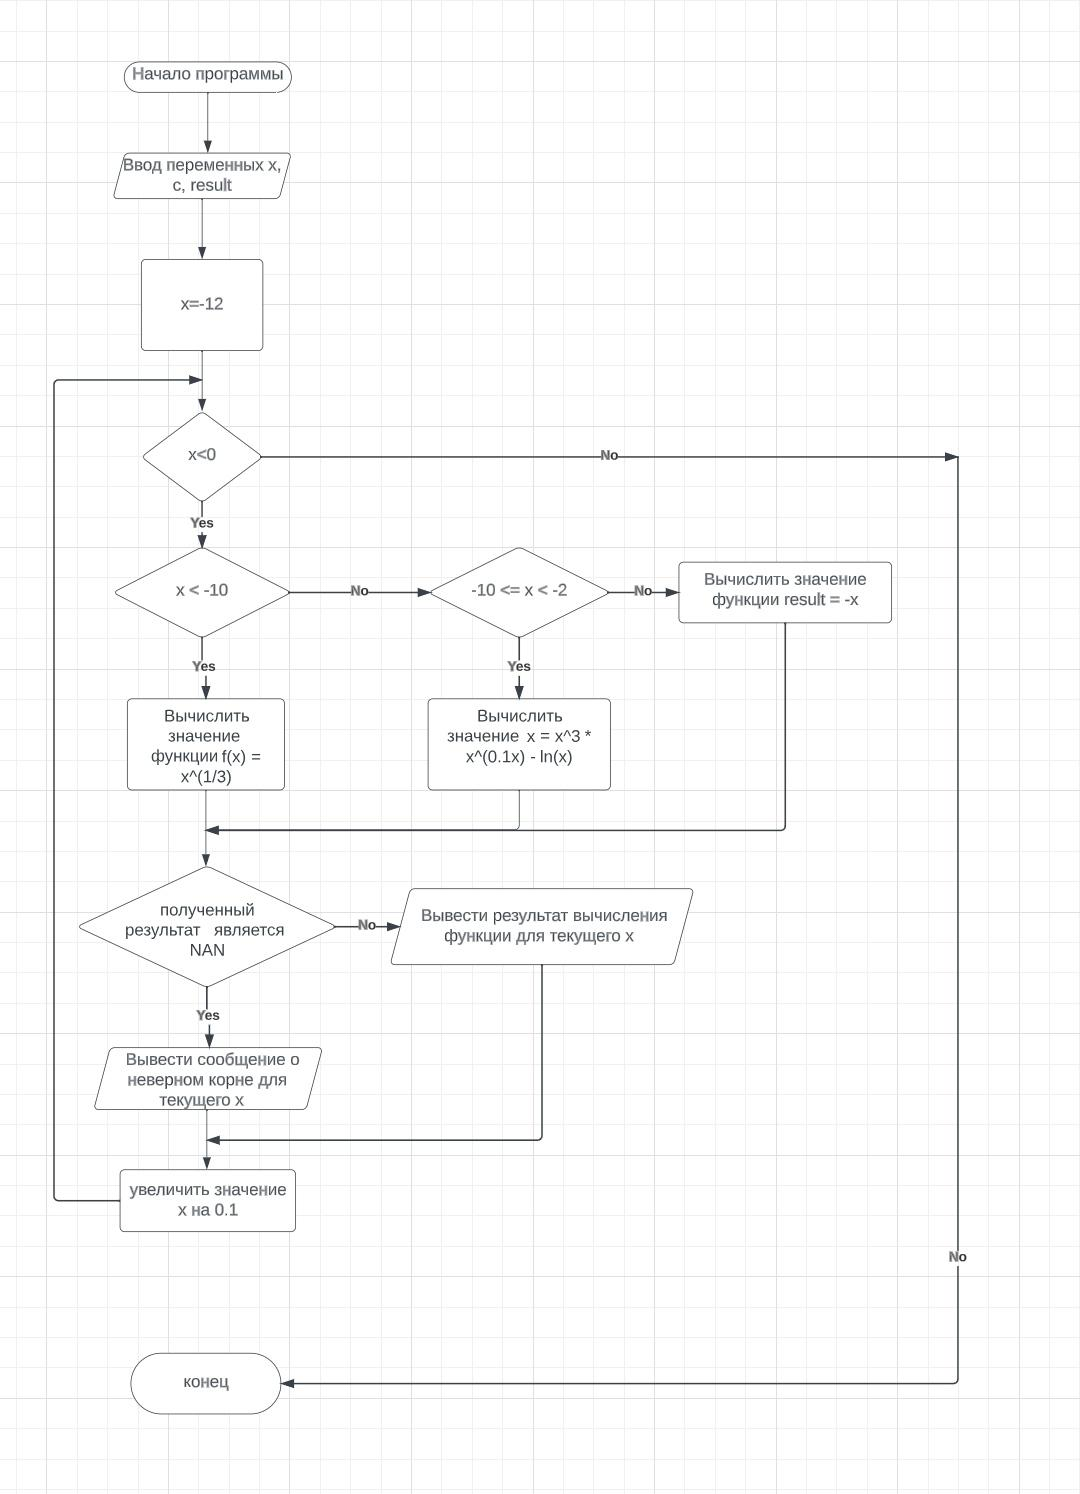 Начало программы
Ввод переменных x,
c, result
x=-12
x<0
No
Yes
x < -10
No
-10 <= x < -2
No
Вычислить значение
функции result = -x
Yes
Yes
Вычислить
значение
функции f(x) =
x^(1/3)
Вычислить
значение x = x^3 *
x^(0.1x) - ln(x)
полученный
результат является
NAN
No
Вывести результат вычисления
функции для текущего x
Yes
Вывести сообщение о
неверном корне для
текущего x
увеличить значение
x на 0.1
No
конец